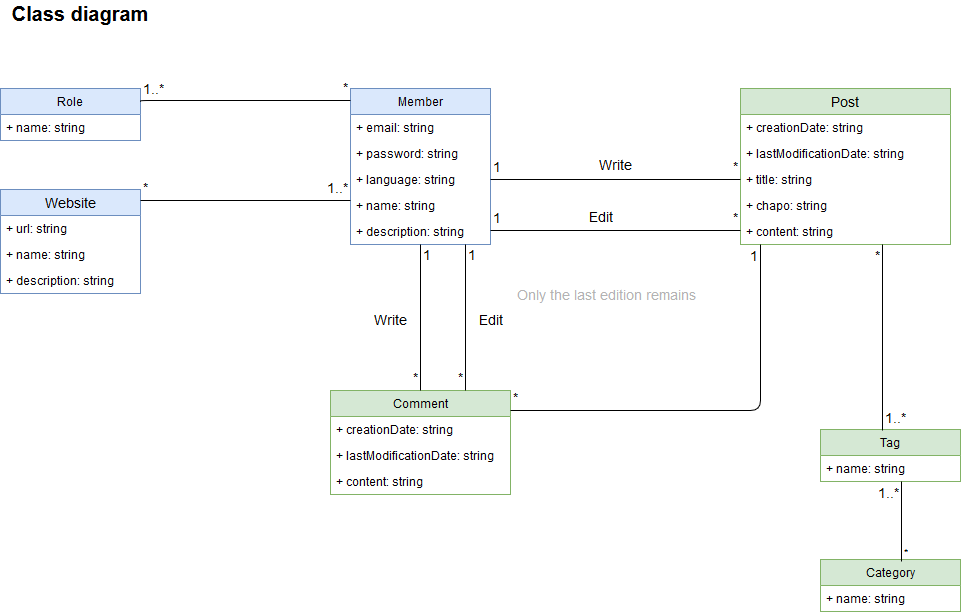 Class diagram
1..*
*
Role
+ name: string
Member
+ email: string
+ password: string
+ language: string
+ name: string
+ description: string
Post
+ creationDate: string
+ lastModificationDate: string
+ title: string
+ chapo: string
+ content: string
1
Write
*
1
Edit
*
*
1..*
Website
+ url: string
+ name: string
+ description: string
1
1
1
*
Only the last edition remains
Write
Edit
*
*
*
Comment
+ creationDate: string
+ lastModificationDate: string
+ content: string
1..*
Tag
+ name: string
1..*
*
Category
+ name: string